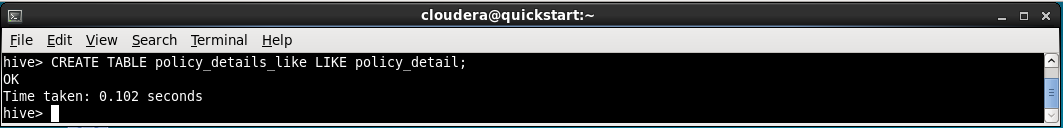 cloudera@quickstart:~
File Edit View Search Terminal Help
hive> CREATE TABLE policy_details_like LIKE policy_detail;
OK
Time taken: 0.102 seconds
hive>